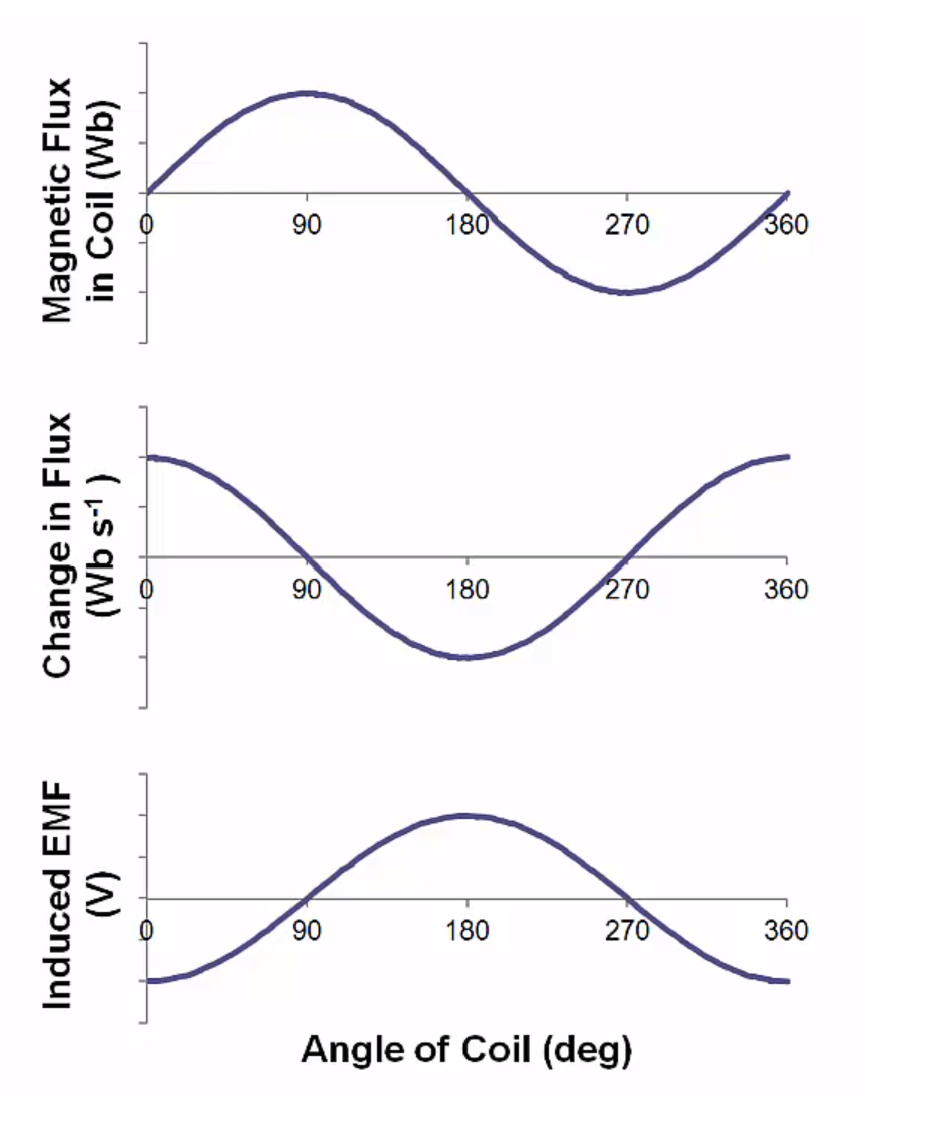 Magnetic Flux
in Coil (Wb)
0 90 180 270 360
Change in Flux
(Wb s⁻¹ )
0 90 180 270 360
Induced EMF
(V)
0 90 180 270 360
Angle of Coil (deg)